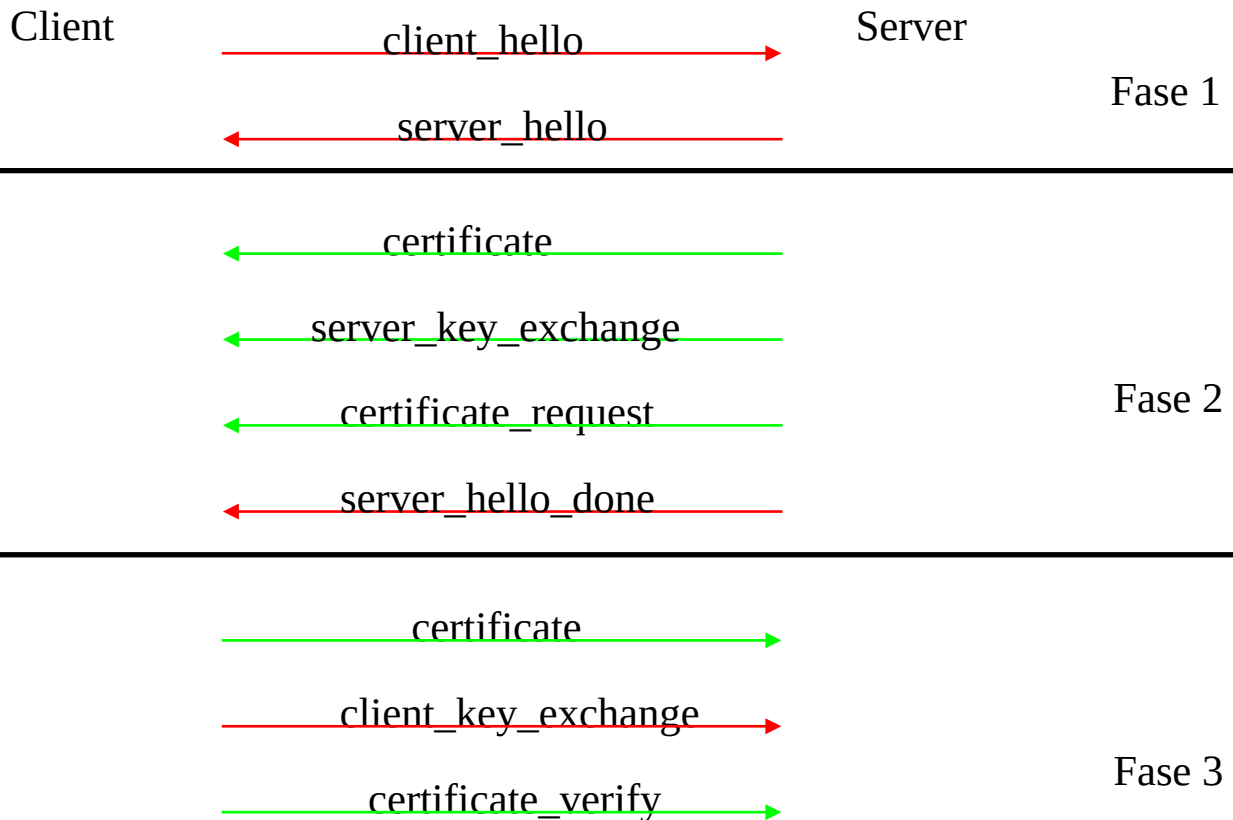 Client
Server
client_hello
Fase 1
server_hello
certificate
server_key_exchange
Fase 2
certificate_request
server_hello_done
certificate
client_key_exchange
Fase 3
certificate_verify